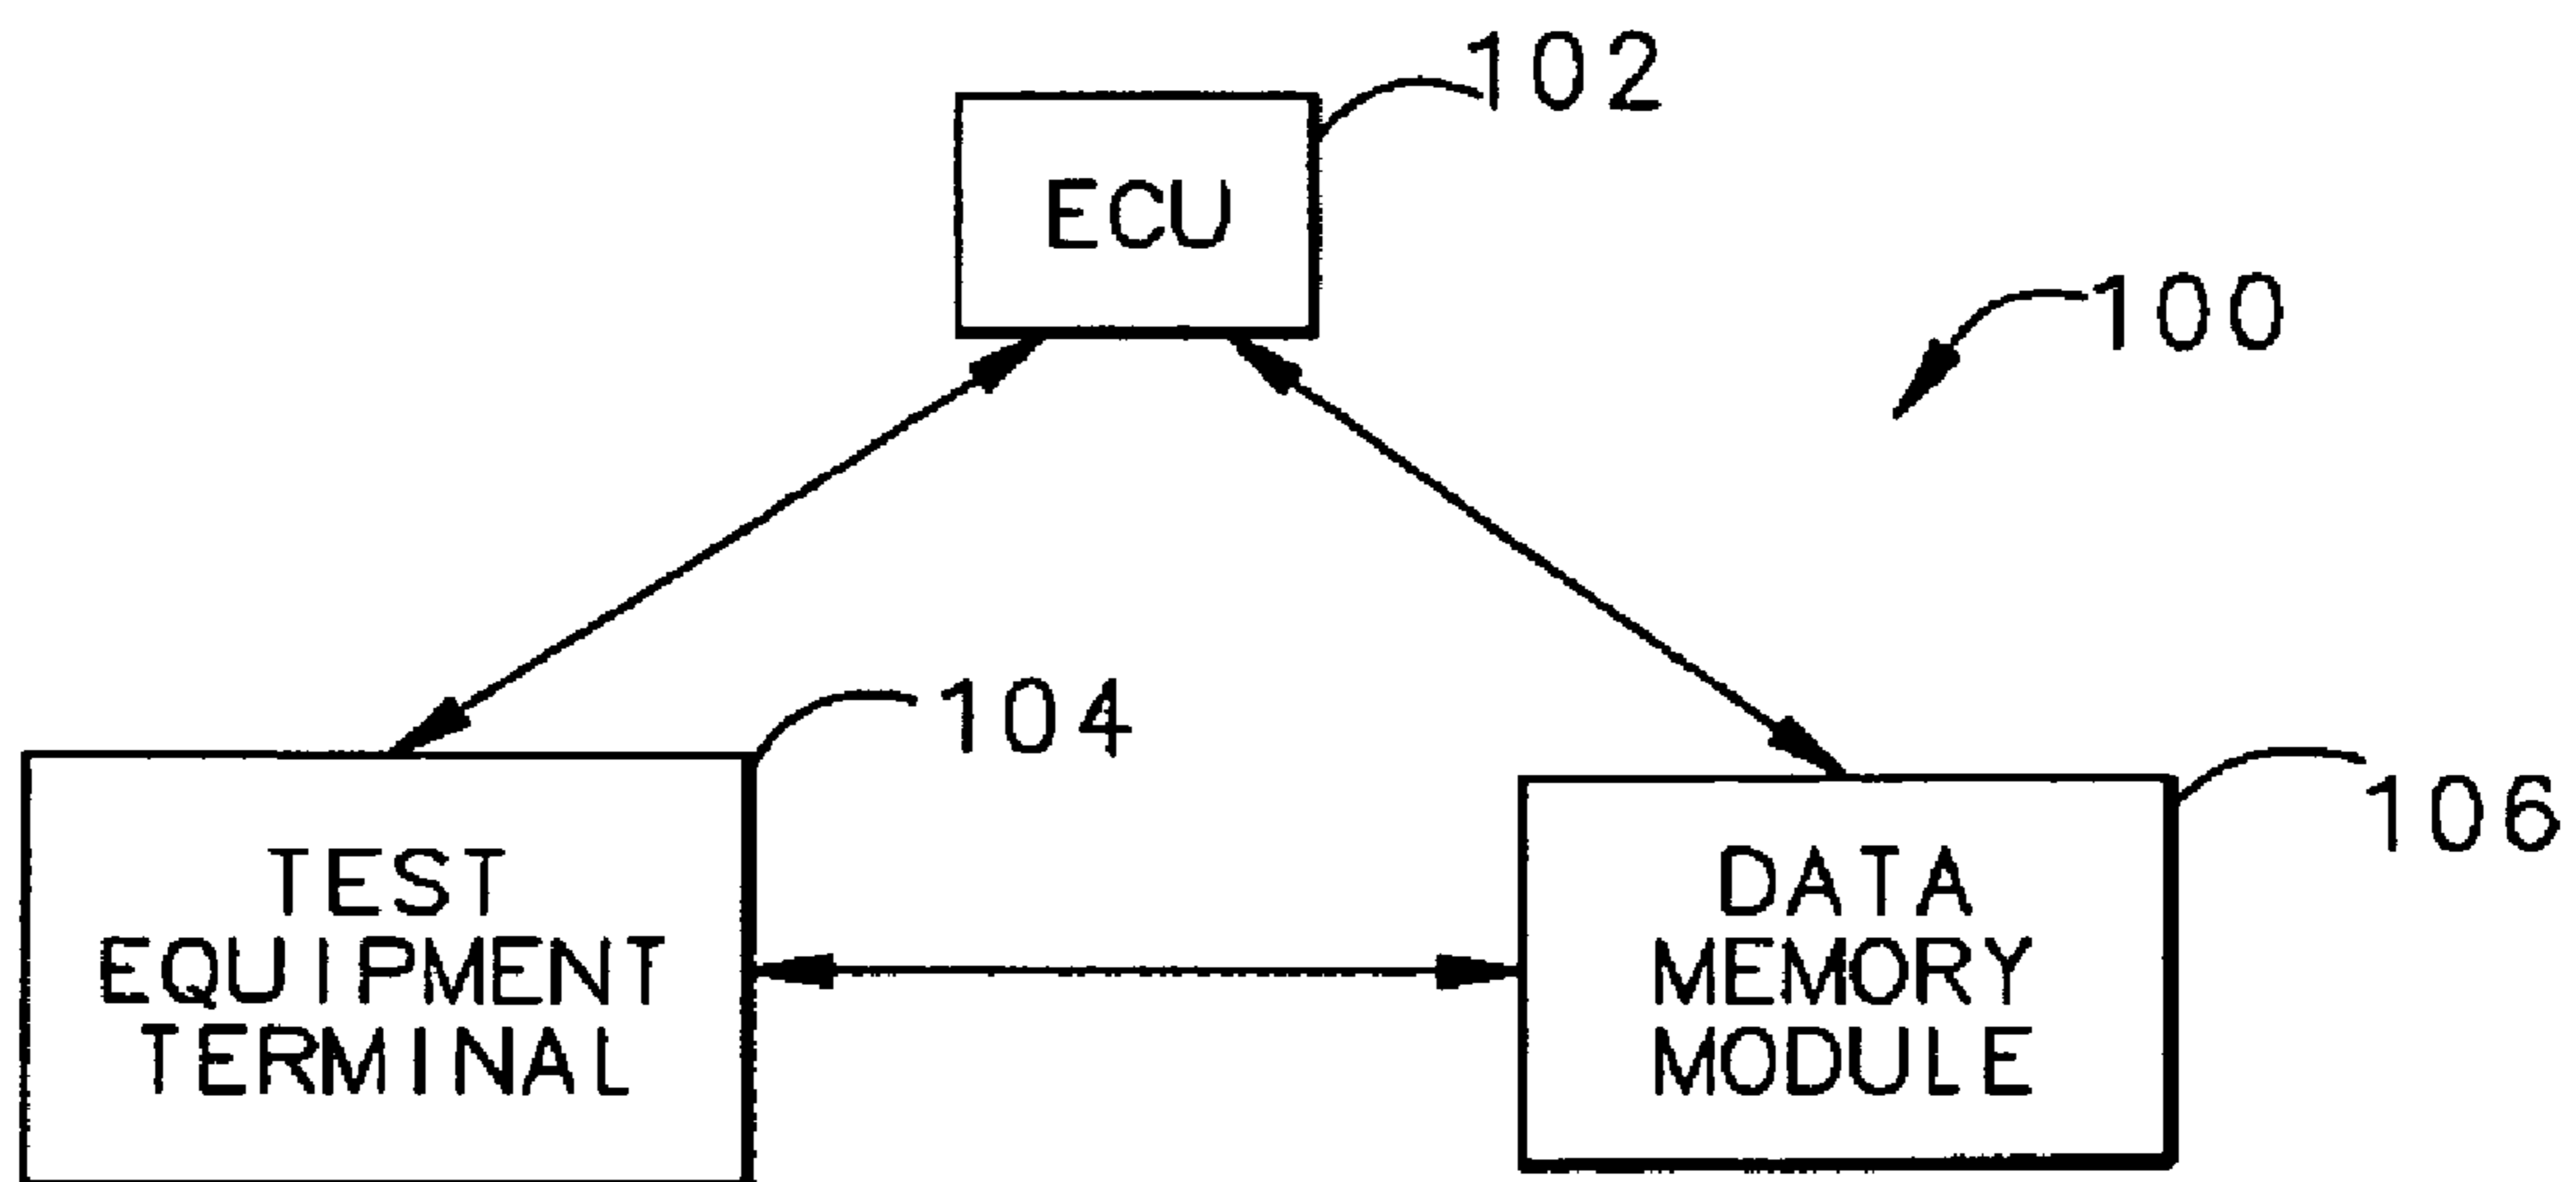 102
ECU
100
104
106
TEST
EQUIPMENT
TERMINAL
DATA
MEMORY
MODULE